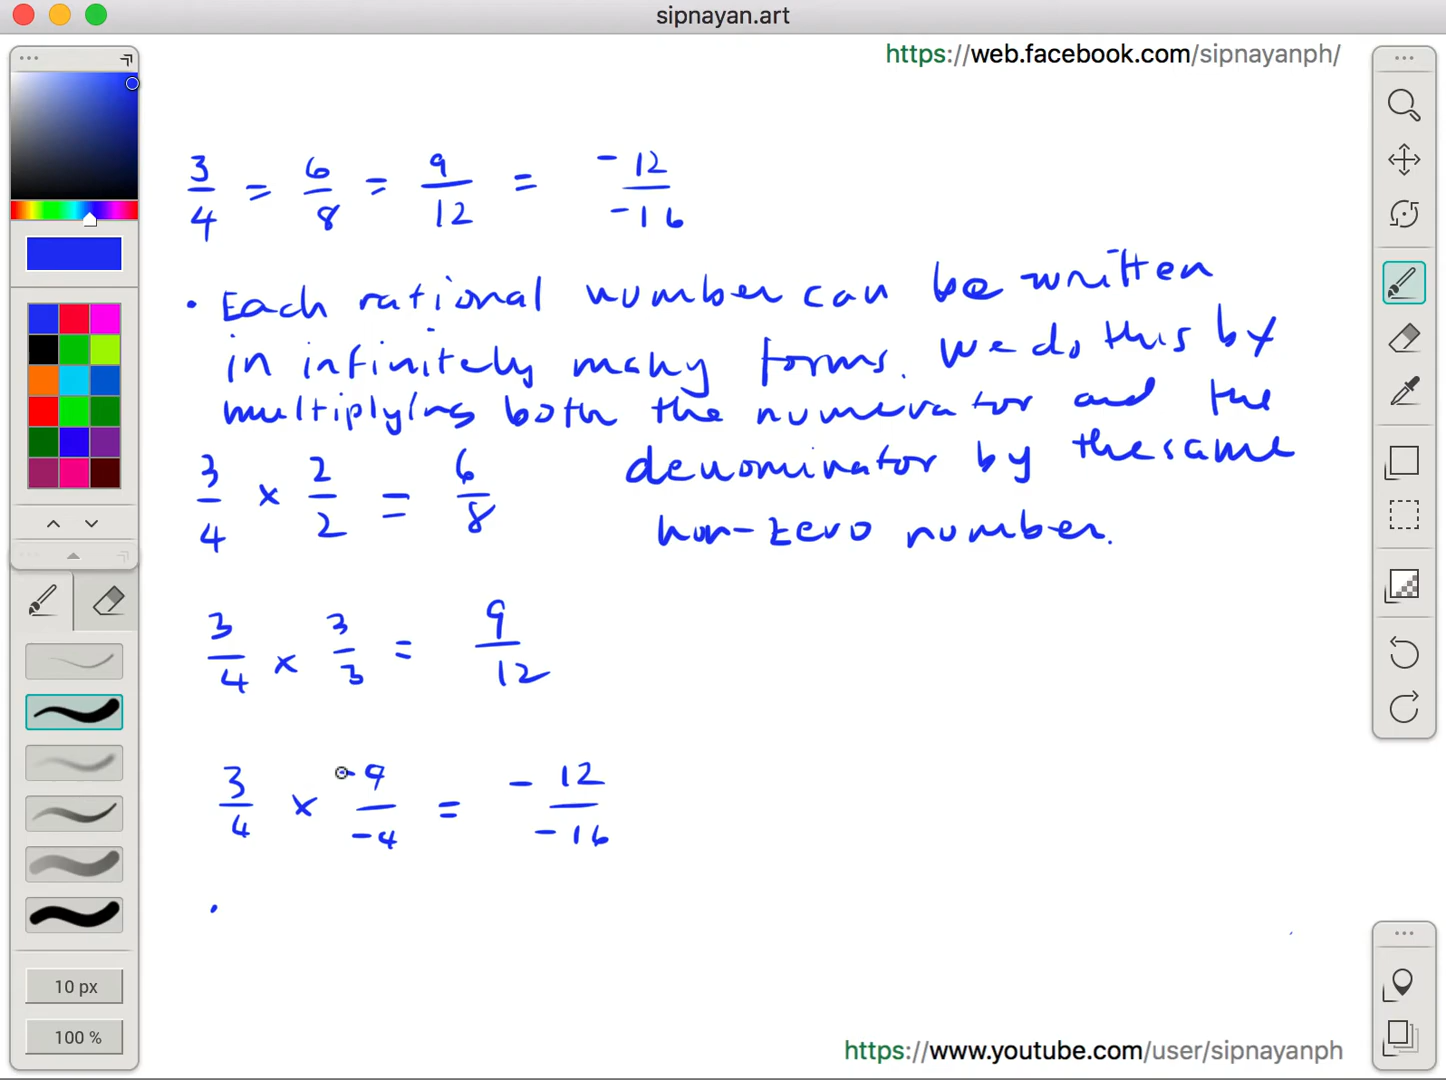 sipnayan.art
https://web.facebook.com/sipnayanph/
3/4 = 6/8 = 9/12 = -12/-16
• Each rational number can be written
in infinitely many forms. We do this by
multiplying both the numerator and the
denominator by the same
non-zero number.
3/4 × 2/2 = 6/8
3/4 × 3/3 = 9/12
3/4 × -4/-4 = -12/-16
•
10 px
100 %
https://www.youtube.com/user/sipnayanph